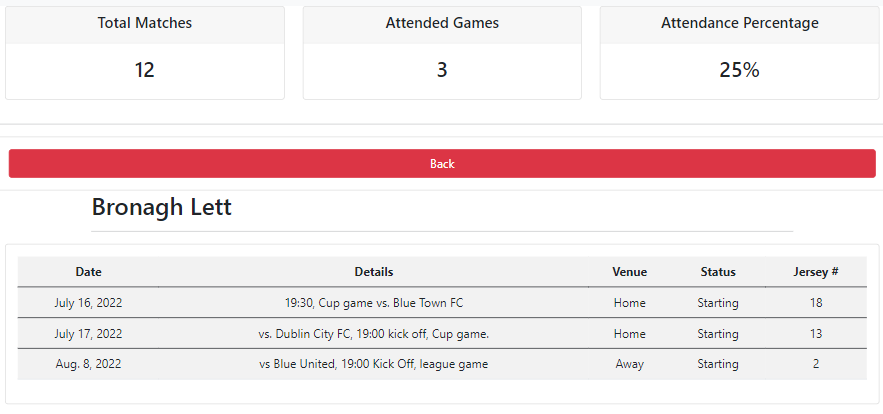 Total Matches Attended Games Attendance Percentage
12 3 25%
Back
Bronagh Lett
Date Details Venue Status Jersey #
July 16, 2022 19:30, Cup game vs. Blue Town FC Home Starting 18
July 17, 2022 vs. Dublin City FC, 19:00 kick off, Cup game. Home Starting 13
Aug. 8, 2022 vs Blue United, 19:00 Kick Off, league game Away Starting 2